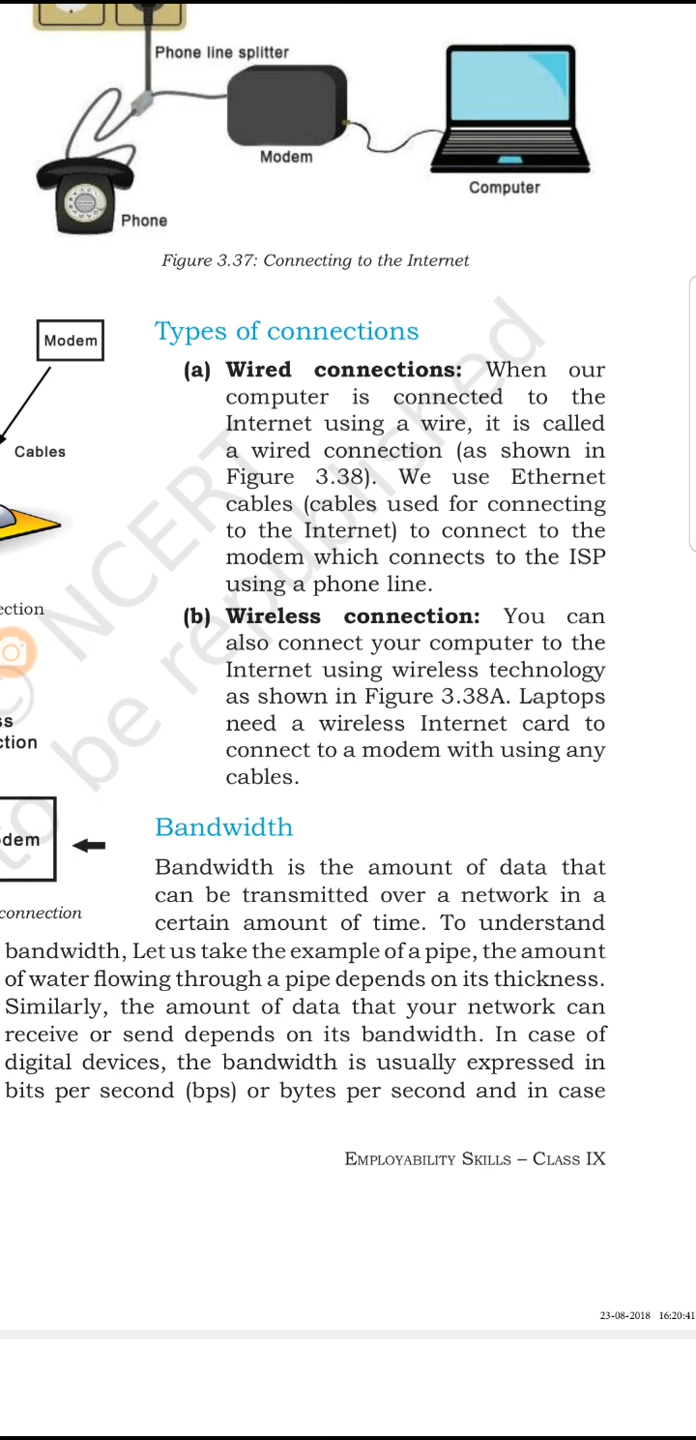 Phone line splitter
Modem
Computer
Phone
Figure 3.37: Connecting to the Internet
Modem
Cables
ection
ss
ction
dem
connection
Types of connections
(a) Wired connections: When our
computer is connected to the
Internet using a wire, it is called
a wired connection (as shown in
Figure 3.38). We use Ethernet
cables (cables used for connecting
to the Internet) to connect to the
modem which connects to the ISP
using a phone line.
(b) Wireless connection: You can
also connect your computer to the
Internet using wireless technology
as shown in Figure 3.38A. Laptops
need a wireless Internet card to
connect to a modem with using any
cables.
Bandwidth
Bandwidth is the amount of data that
can be transmitted over a network in a
certain amount of time. To understand
bandwidth, Let us take the example of a pipe, the amount
of water flowing through a pipe depends on its thickness.
Similarly, the amount of data that your network can
receive or send depends on its bandwidth. In case of
digital devices, the bandwidth is usually expressed in
bits per second (bps) or bytes per second and in case
© NCERT
to be republished
EMPLOYABILITY SKILLS – CLASS IX
23-08-2018 16:20:41